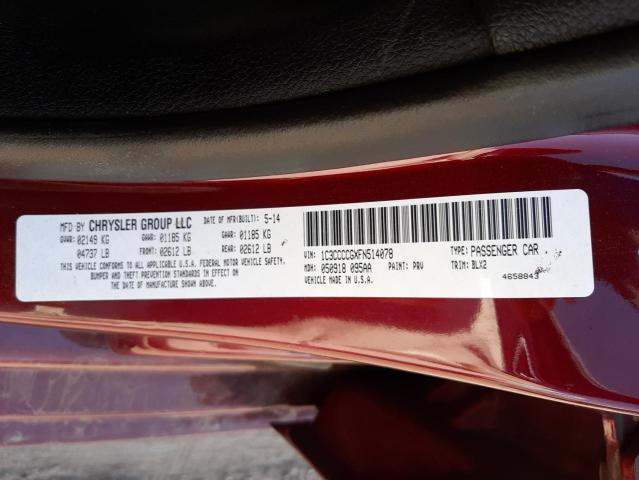 MFD BY CHRYSLER GROUP LLC DATE OF MFR(BUILT): 5-14
GVWR: 02149 KG GAWR 01185 KG GAWR 01185 KG
04737 LB FRONT: 02612 LB REAR: 02612 LB
THIS VEHICLE CONFORMS TO ALL APPLICABLE U.S.A. FEDERAL MOTOR VEHICLE SAFETY,
BUMPER AND THEFT PREVENTION STANDARDS IN EFFECT ON
THE DATE OF MANUFACTURE SHOWN ABOVE.
VIN: 1C3CCCCGXFN514078 TYPE: PASSENGER CAR
MDH: 050918 095AA PAINT: PRV TRIM: BLX2
VEHICLE MADE IN U.S.A. 4658843